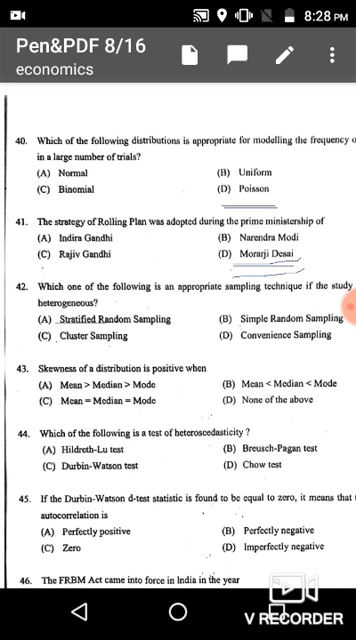 8:28 PM
Pen&PDF 8/16
economics
40. Which of the following distributions is appropriate for modelling the frequency o
in a large number of trials?
(A) Normal (B) Uniform
(C) Binomial (D) Poisson
41. The strategy of Rolling Plan was adopted during the prime ministership of
(A) Indira Gandhi (B) Narendra Modi
(C) Rajiv Gandhi (D) Morarji Desai
42. Which one of the following is an appropriate sampling technique if the study
heterogeneous?
(A) Stratified Random Sampling (B) Simple Random Sampling
(C) Cluster Sampling (D) Convenience Sampling
43. Skewness of a distribution is positive when
(A) Mean > Median > Mode (B) Mean < Median < Mode
(C) Mean = Median = Mode (D) None of the above
44. Which of the following is a test of heteroscedasticity ?
(A) Hildreth-Lu test (B) Breusch-Pagan test
(C) Durbin-Watson test (D) Chow test
45. If the Durbin-Watson d-test statistic is found to be equal to zero, it means that
autocorrelation is
(A) Perfectly positive (B) Perfectly negative
(C) Zero (D) Imperfectly negative
46. The FRBM Act came into force in India in the year
V RECORDER